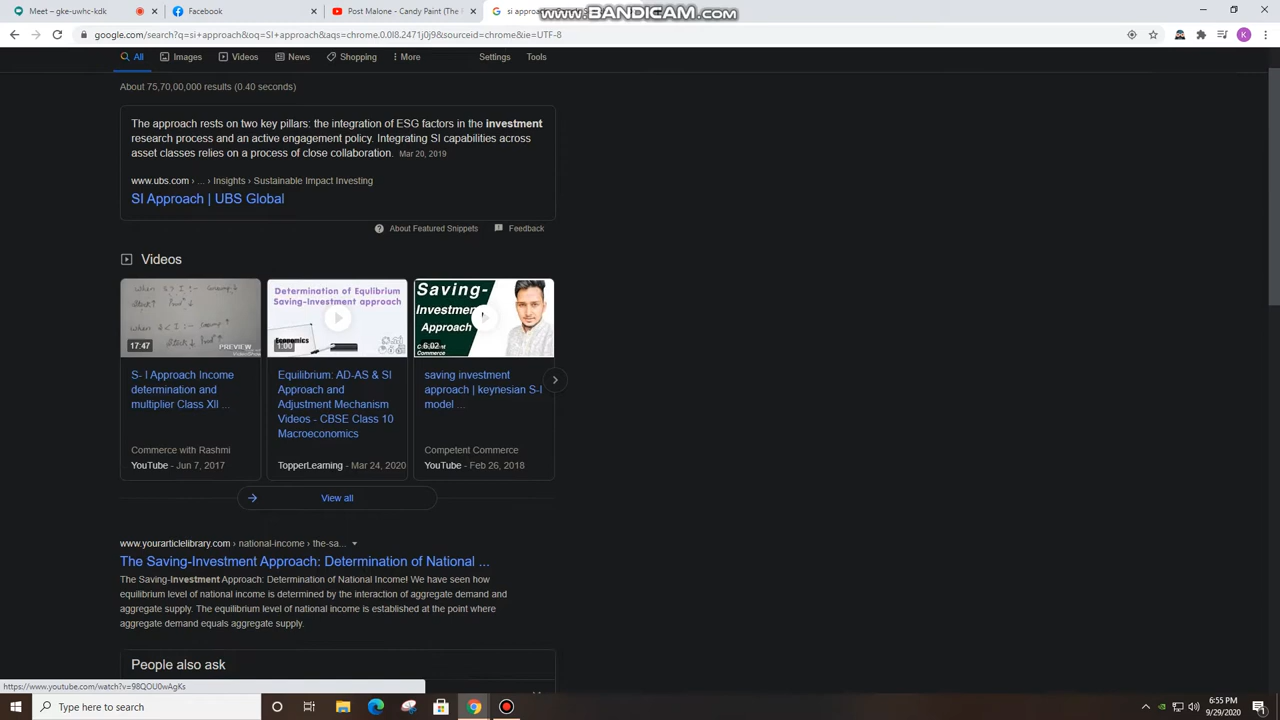 Meet – gke-uwhc-kdk
Facebook
Post Malone - Candy Paint (The F
si appro
www.BANDICAM.com
google.com/search?q=si+approach&oq=SI+approach&aqs=chrome.0.0l8.2471j0j9&sourceid=chrome&ie=UTF-8
K
All Images Videos News Shopping More Settings Tools
About 75,70,00,000 results (0.40 seconds)
The approach rests on two key pillars: the integration of ESG factors in the investment
research process and an active engagement policy. Integrating SI capabilities across
asset classes relies on a process of close collaboration. Mar 20, 2019
www.ubs.com › ... › Insights › Sustainable Impact Investing
SI Approach | UBS Global
About Featured Snippets Feedback
Videos
When
When
PREVIEW
17:47
S- I Approach Income
determination and
multiplier Class XII ...
Commerce with Rashmi
YouTube - Jun 7, 2017
Determination of Equlibrium
Saving-Investment approach
Economics
1:00
Equilibrium: AD-AS & SI
Approach and
Adjustment Mechanism
Videos - CBSE Class 10
Macroeconomics
TopperLearning - Mar 24, 2020
Saving-
Investment
Approach
6:02
Commerce
saving investment
approach | keynesian S-I
model ...
Competent Commerce
YouTube - Feb 26, 2018
View all
www.yourarticlelibrary.com › national-income › the-sa...
The Saving-Investment Approach: Determination of National ...
The Saving-Investment Approach: Determination of National Income! We have seen how
equilibrium level of national income is determined by the interaction of aggregate demand and
aggregate supply. The equilibrium level of national income is established at the point where
aggregate demand equals aggregate supply.
People also ask
https://www.youtube.com/watch?v=98QOU0wAgKs
Type here to search
6:55 PM
9/29/2020
1